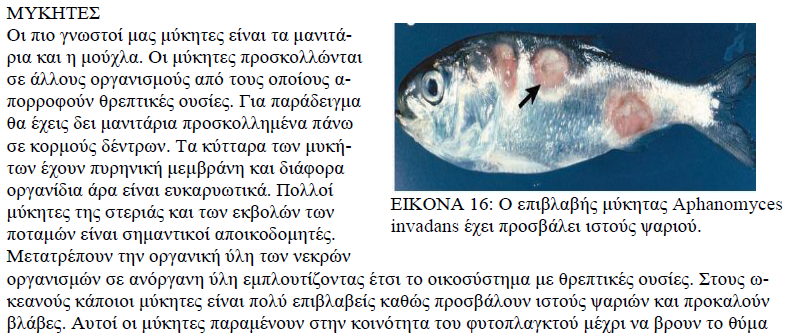 ΜΥΚΗΤΕΣ
Οι πιο γνωστοί μας μύκητες είναι τα μανιτά-
ρια και η μούχλα. Οι μύκητες προσκολλώνται
σε άλλους οργανισμούς από τους οποίους α-
πορροφούν θρεπτικές ουσίες. Για παράδειγμα
θα έχεις δει μανιτάρια προσκολλημένα πάνω
σε κορμούς δέντρων. Τα κύτταρα των μυκή-
των έχουν πυρηνική μεμβράνη και διάφορα
οργανίδια άρα είναι ευκαρυωτικά. Πολλοί
μύκητες της στεριάς και των εκβολών των
ποταμών είναι σημαντικοί αποικοδομητές.
Μετατρέπουν την οργανική ύλη των νεκρών
οργανισμών σε ανόργανη ύλη εμπλουτίζοντας έτσι το οικοσύστημα με θρεπτικές ουσίες. Στους ω-
κεανούς κάποιοι μύκητες είναι πολύ επιβλαβείς καθώς προσβάλουν ιστούς ψαριών και προκαλούν
βλάβες. Αυτοί οι μύκητες παραμένουν στην κοινότητα του φυτοπλαγκτού μέχρι να βρουν το θύμα
ΕΙΚΟΝΑ 16: Ο επιβλαβής μύκητας Aphanomyces
invadans έχει προσβάλει ιστούς ψαριού.